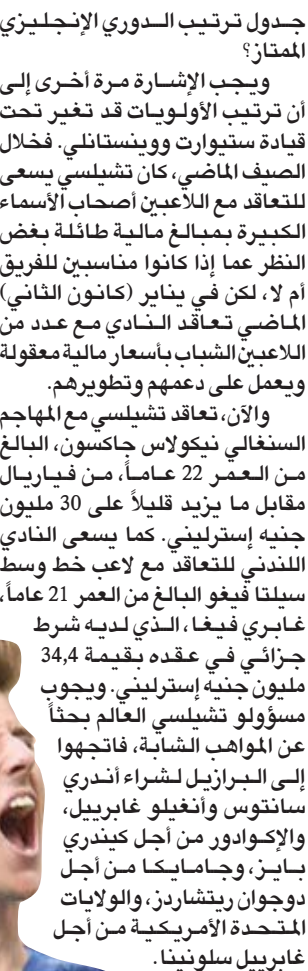 جدول ترتيب الدوري الإنجليزي
الممتاز؟
ويجب الإشارة مرة أخرى إلى
أن ترتيب الأولويات قد تغير تحت
قيادة ستيوارت ووينستانلي. فخلال
الصيف الماضي، كان تشيلسي يسعى
للتعاقد مع اللاعبين أصحاب الأسماء
الكبيرة بمبالغ مالية طائلة بغض
النظر عما إذا كانوا مناسبين للفريق
أم لا، لكن في يناير (كانون الثاني)
الماضي تعاقد النادي مع عدد من
اللاعبين الشباب بأسعار مالية معقولة
ويعمل على دعمهم وتطويرهم.
والآن، تعاقد تشيلسي مع المهاجم
السنغالي نيكولاس جاكسون، البالغ
من العمر 22 عاماً، من فياريال
مقابل ما يزيد قليلاً على 30 مليون
جنيه إسترليني. كما يسعى النادي
اللندني للتعاقد مع لاعب خط وسط
سيلتا فيغو البالغ من العمر 21 عاماً،
غابري فيغا، الذي لديه شرط
جزائي في عقده بقيمة 34,4
مليون جنيه إسترليني. ويجوب
مسؤولو تشيلسي العالم بحثاً
عن المواهب الشابة، فاتجهوا
إلى البرازيل لشراء أندري
سانتوس وأنغيلو غابرييل،
والإكوادور من أجل كيندري
بايز، وجامايكا من أجل
دوجوان ريتشاردز، والولايات
المتحدة الأمريكية من أجل
غابرييل سلونينا.